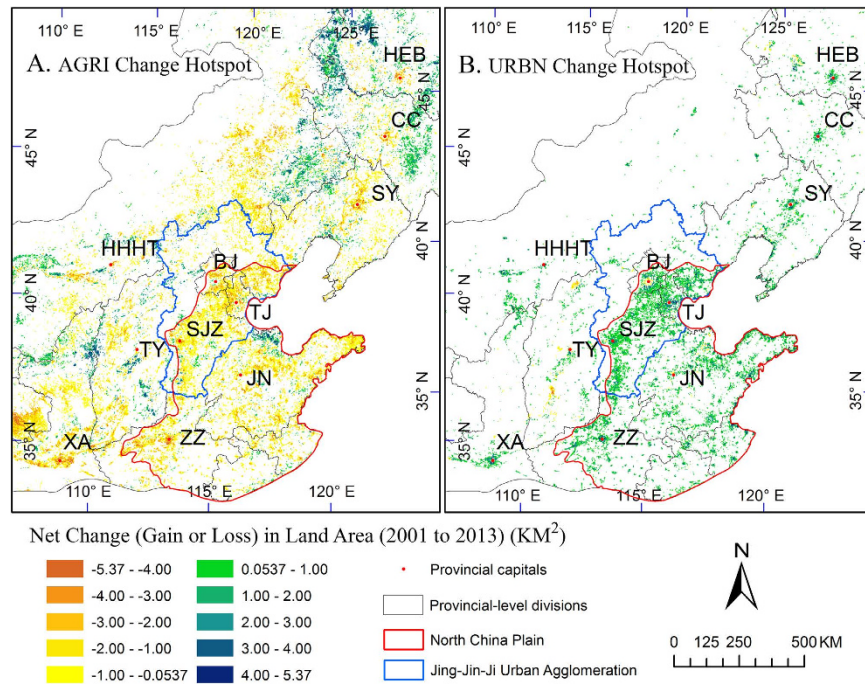 110° E 115° E 120° E 125° E
A. AGRI Change Hotspot
HEB
CC
SY
HHHT
BJ
TJ
SJZ
TY
JN
XA
ZZ
45° N
40° N
35° N
45° N
40° N
35° N
110° E 115° E 120° E
110° E 115° E 120° E 125° E
B. URBN Change Hotspot
HEB
CC
SY
HHHT
BJ
TJ
SJZ
TY
JN
XA
ZZ
45° N
40° N
35° N
45° N
40° N
35° N
110° E 115° E 120° E
Net Change (Gain or Loss) in Land Area (2001 to 2013) (KM²)
-5.37 - -4.00
-4.00 - -3.00
-3.00 - -2.00
-2.00 - -1.00
-1.00 - -0.0537
0.0537 - 1.00
1.00 - 2.00
2.00 - 3.00
3.00 - 4.00
4.00 - 5.37
Provincial capitals
Provincial-level divisions
North China Plain
Jing-Jin-Ji Urban Agglomeration
N
0 125 250 500 KM